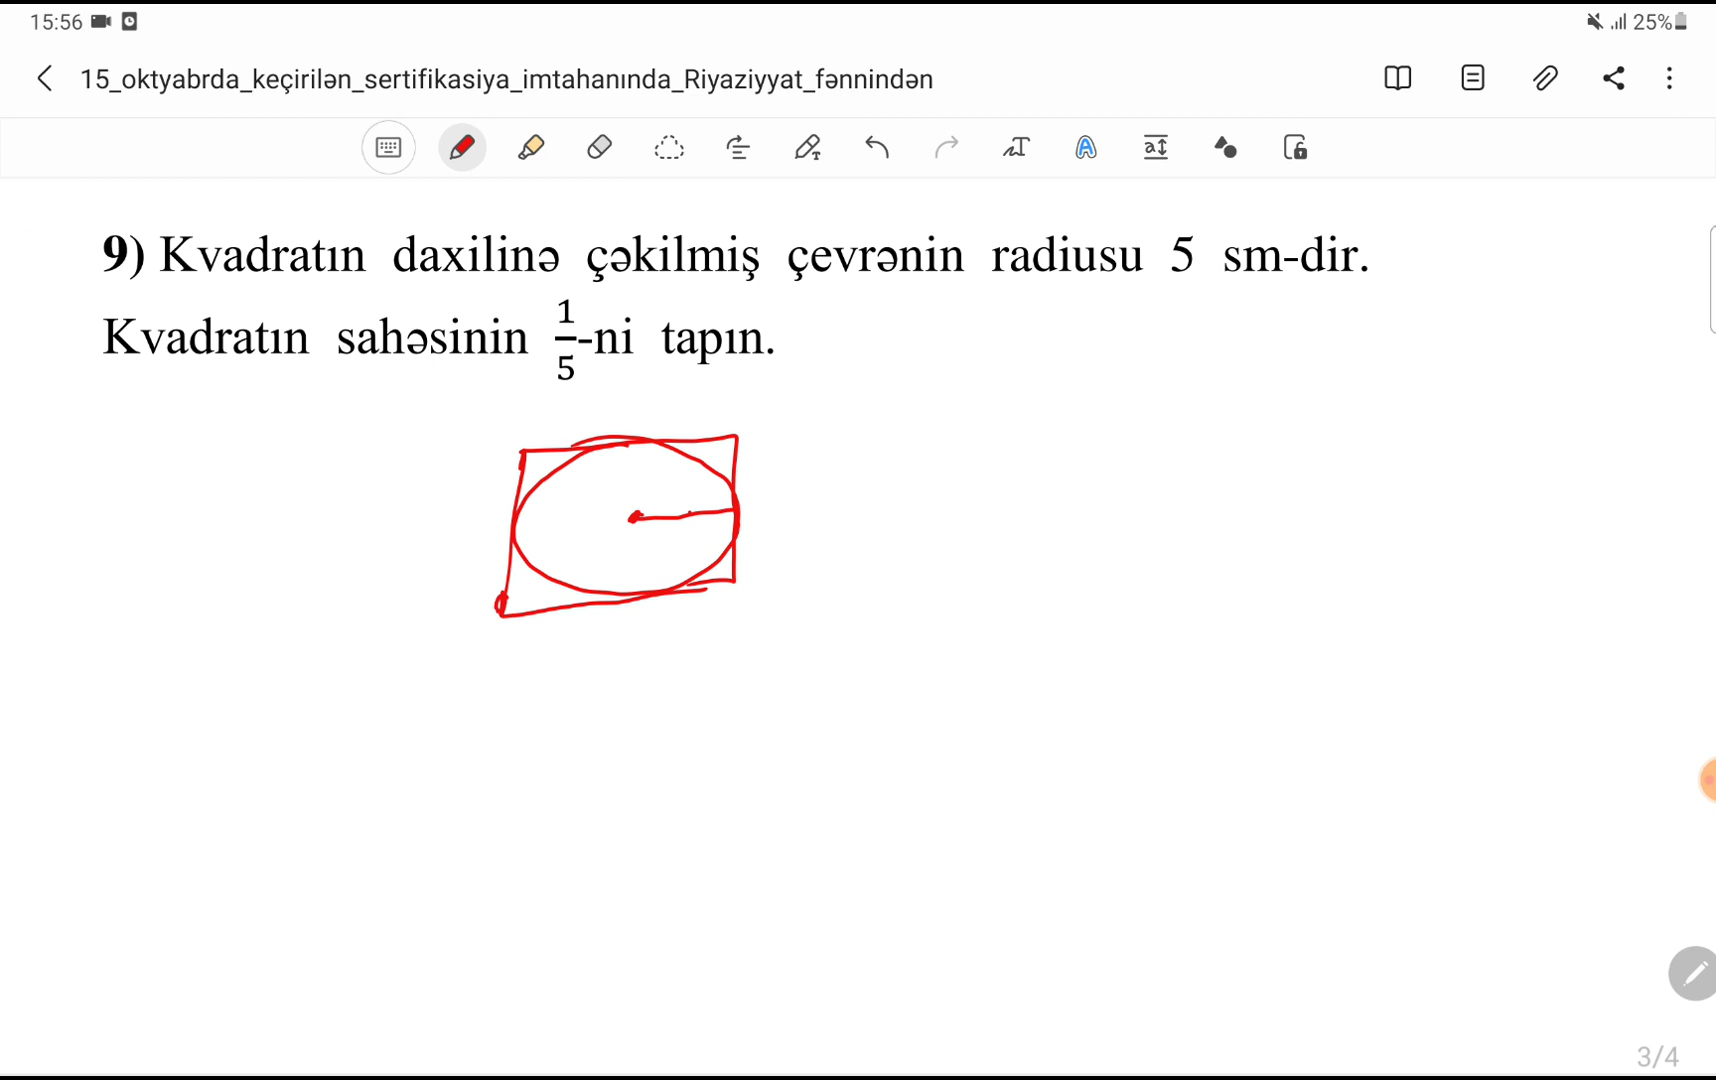 15:56
25%
15_oktyabrda_keçirilən_sertifikasiya_imtahanında_Riyaziyyat_fənnindən
9) Kvadratın daxilinə çəkilmiş çevrənin radiusu 5 sm-dir.
Kvadratın sahəsinin 1/5-ni tapın.
3/4